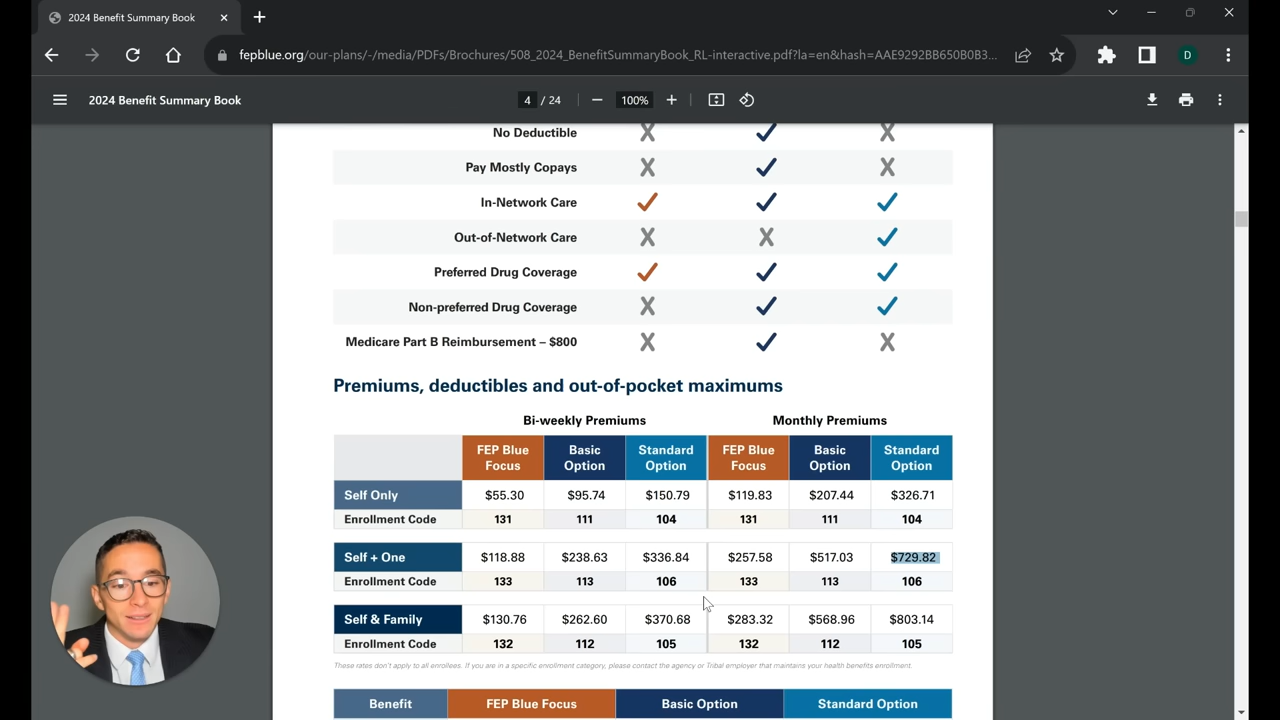 2024 Benefit Summary Book
fepblue.org/our-plans/-/media/PDFs/Brochures/508_2024_BenefitSummaryBook_RL-interactive.pdf?la=en&hash=AAE9292BB650B0B3...
D
2024 Benefit Summary Book 4 / 24 100%
No Deductible X ✓ X
Pay Mostly Copays X ✓ X
In-Network Care ✓ ✓ ✓
Out-of-Network Care X X ✓
Preferred Drug Coverage ✓ ✓ ✓
Non-preferred Drug Coverage X ✓ ✓
Medicare Part B Reimbursement – $800 X ✓ X
Premiums, deductibles and out-of-pocket maximums
Bi-weekly Premiums Monthly Premiums
FEP Blue Basic Standard FEP Blue Basic Standard
Focus Option Option Focus Option Option
Self Only $55.30 $95.74 $150.79 $119.83 $207.44 $326.71
Enrollment Code 131 111 104 131 111 104
Self + One $118.88 $238.63 $336.84 $257.58 $517.03 $729.82
Enrollment Code 133 113 106 133 113 106
Self & Family $130.76 $262.60 $370.68 $283.32 $568.96 $803.14
Enrollment Code 132 112 105 132 112 105
These rates don't apply to all enrollees. If you are in a specific enrollment category, please contact the agency or Tribal employer that maintains your health benefits enrollment.
Benefit FEP Blue Focus Basic Option Standard Option